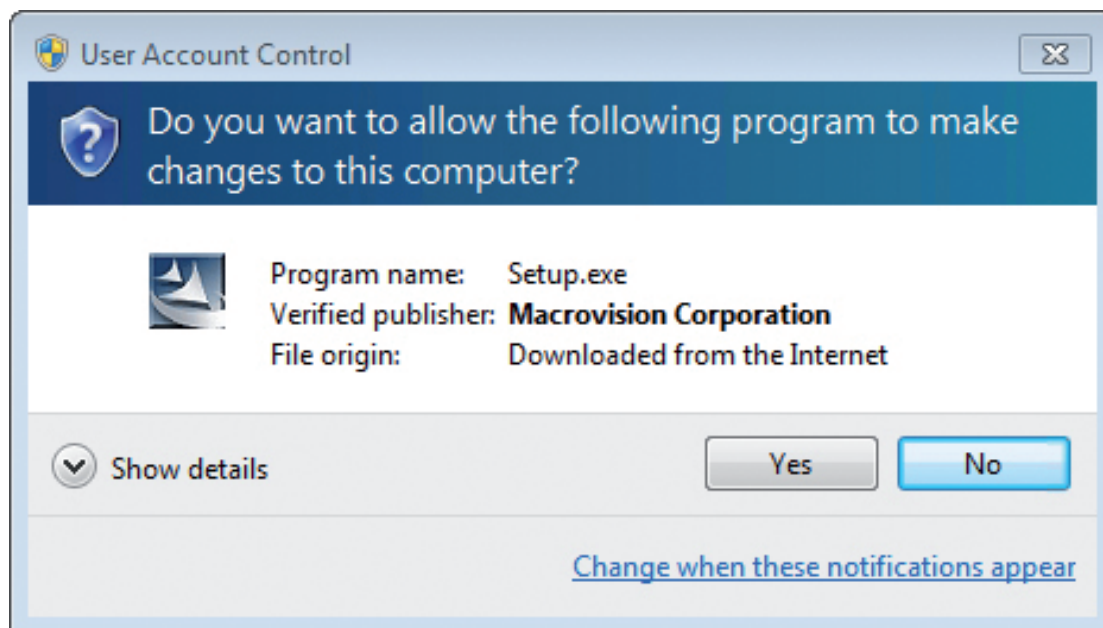 User Account Control
Do you want to allow the following program to make
changes to this computer?
Program name: Setup.exe
Verified publisher: Macrovision Corporation
File origin: Downloaded from the Internet
Show details
Yes
No
Change when these notifications appear